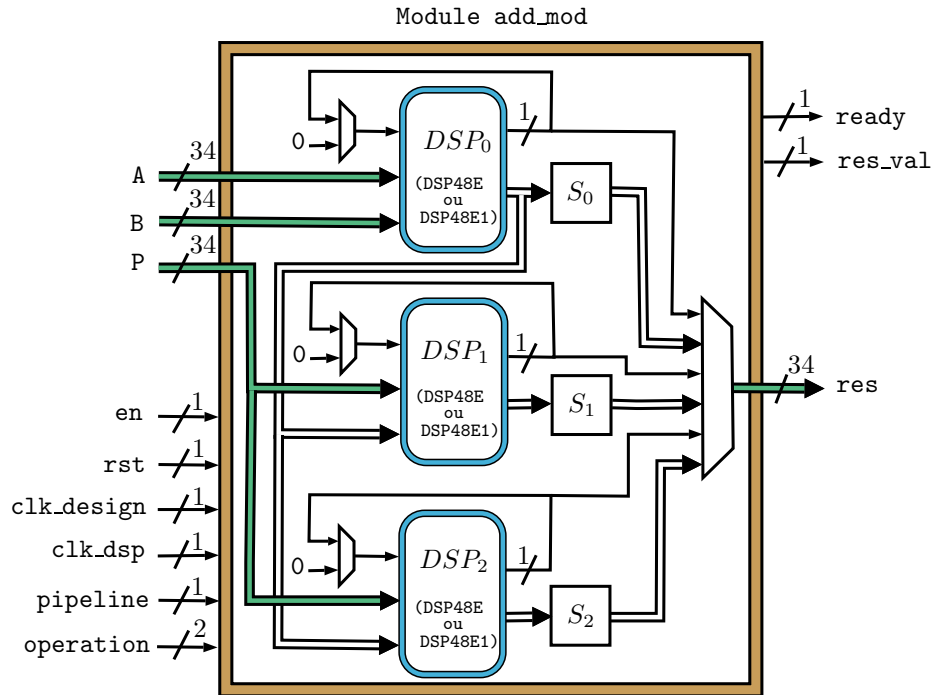 Module add_mod
1
ready
1
res_val
34
A
34
B
34
P
0
1
DSP0
(DSP48E
ou
DSP48E1)
S0
0
1
DSP1
(DSP48E
ou
DSP48E1)
S1
34
res
1
en
1
rst
1
clk_design
1
clk_dsp
1
pipeline
2
operation
0
1
DSP2
(DSP48E
ou
DSP48E1)
S2